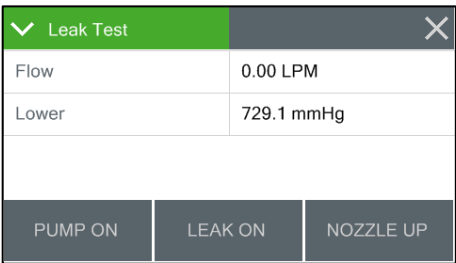 Leak Test
Flow 0.00 LPM
Lower 729.1 mmHg
PUMP ON LEAK ON NOZZLE UP